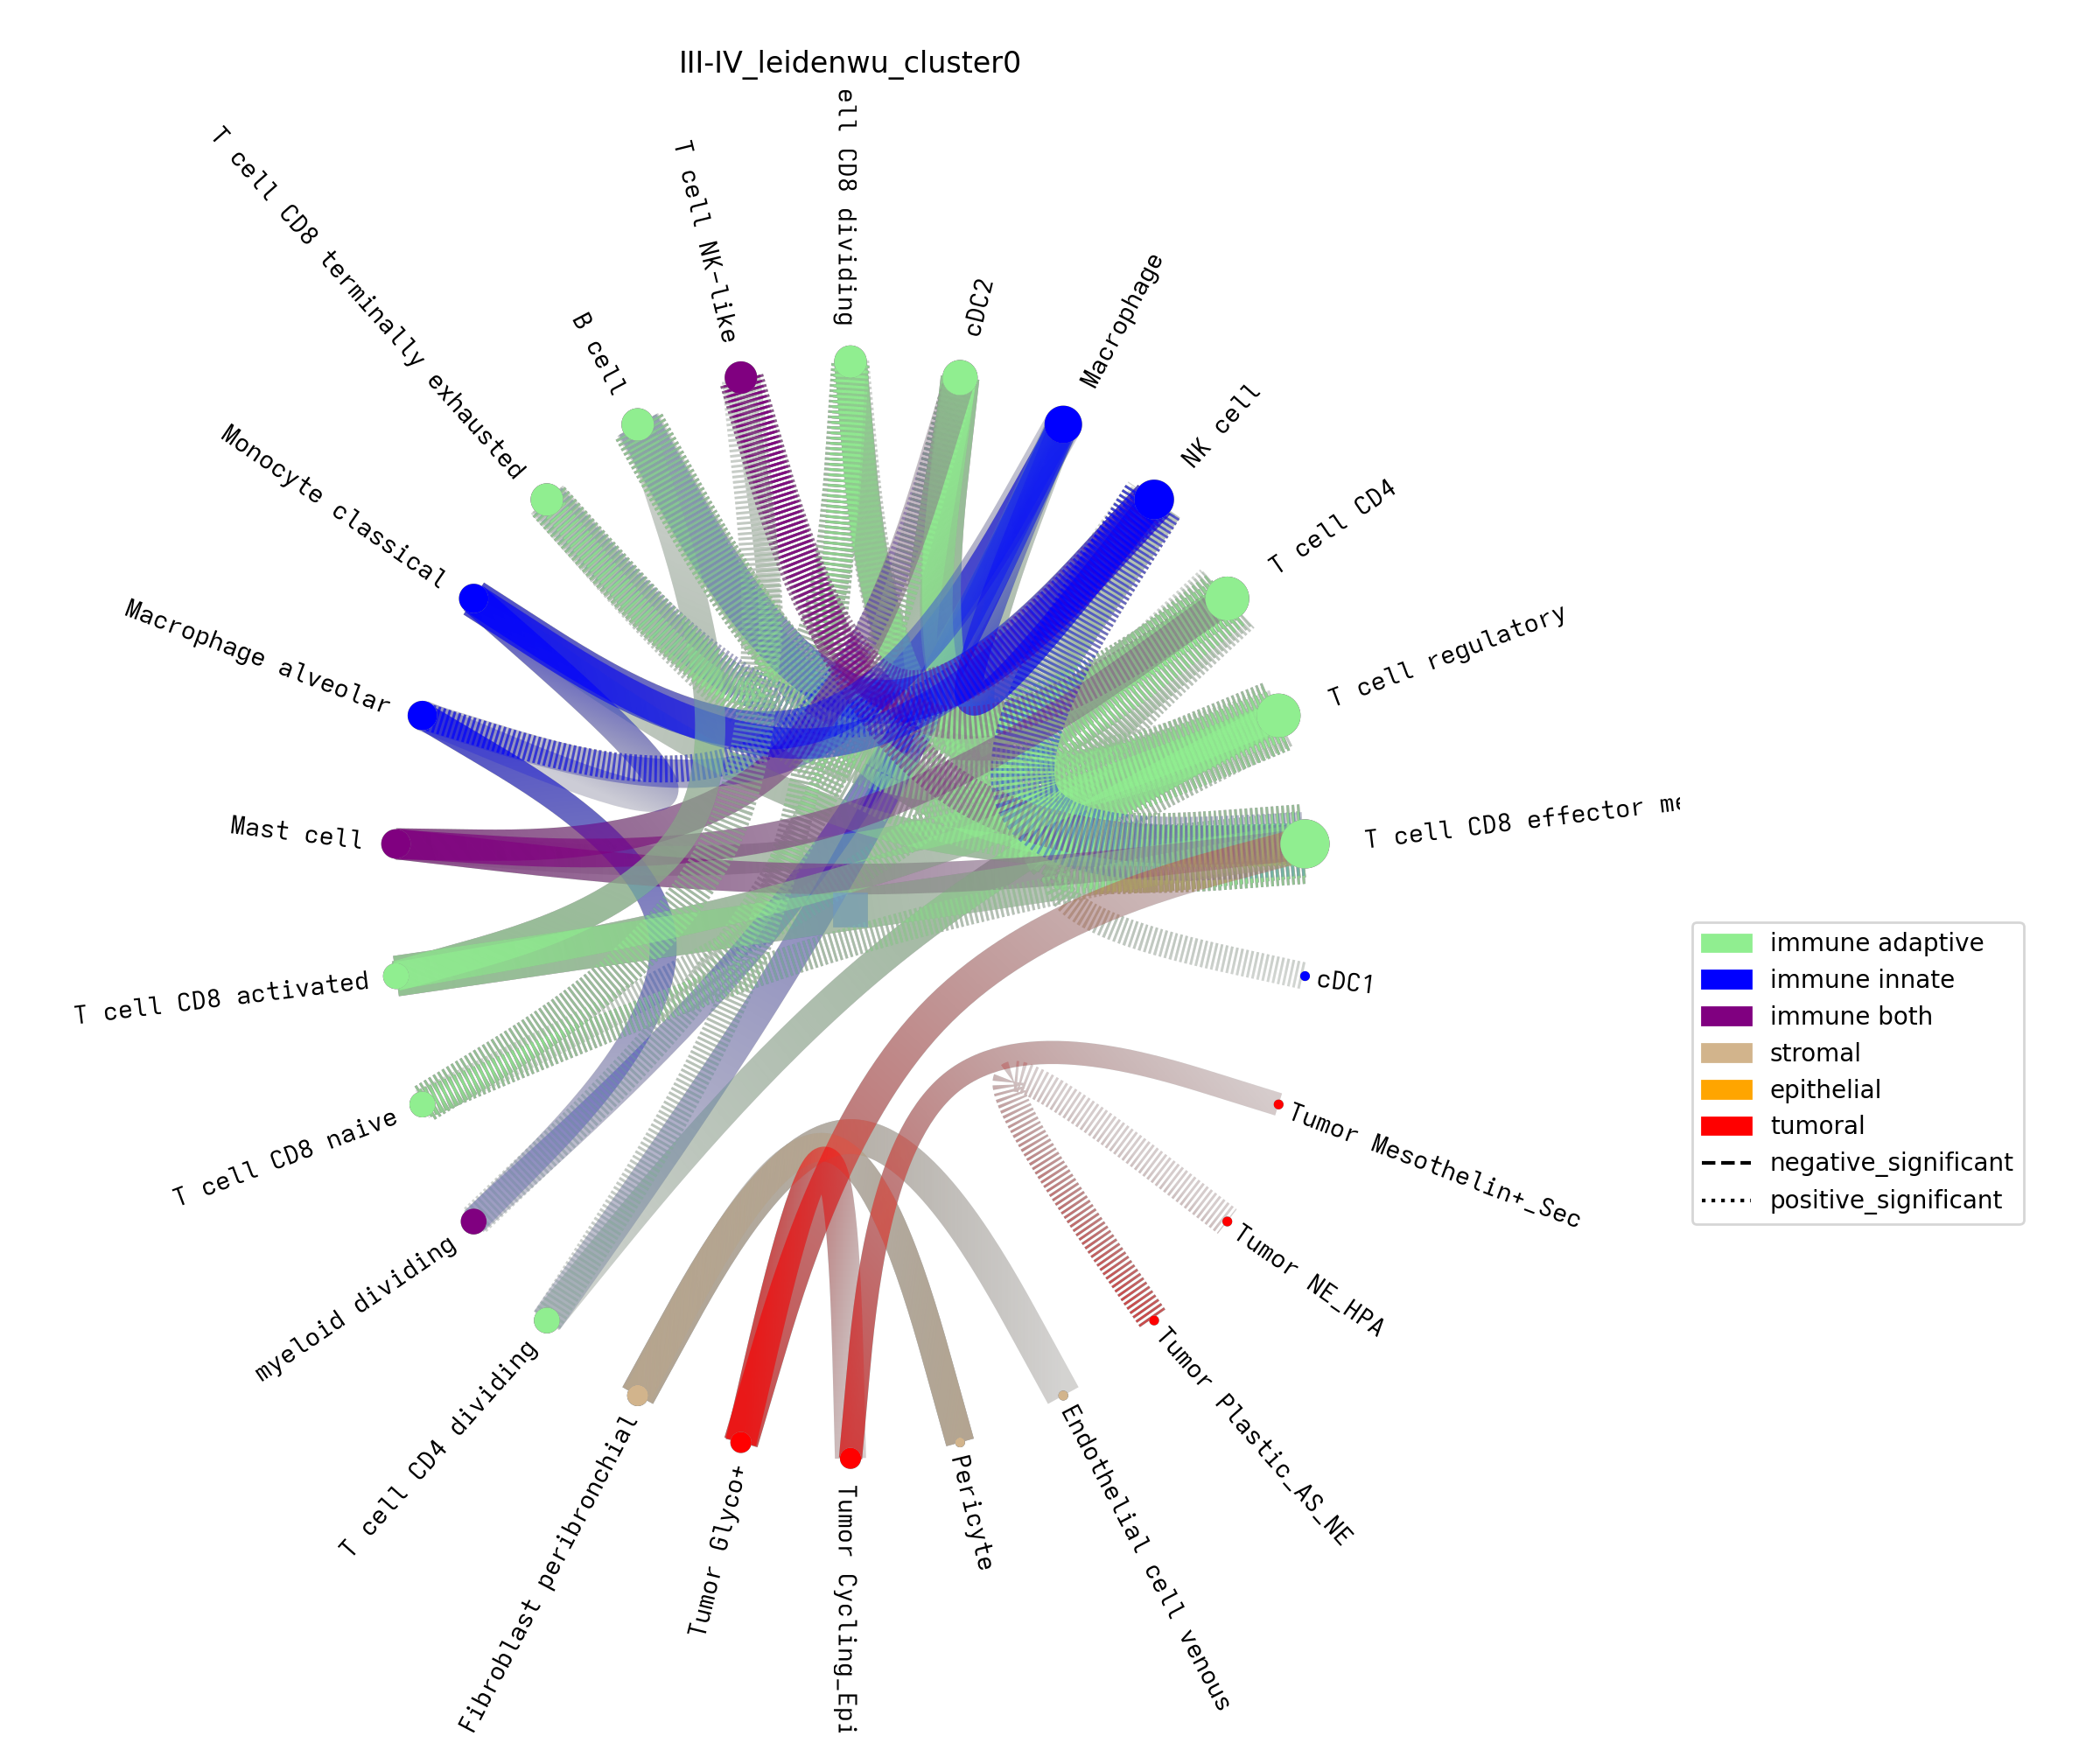 III-IV_leidenwu_cluster0
ell CD8 dividing
cDC2
Macrophage
NK cell
T cell CD4
T cell regulatory
T cell CD8 effector
cDC1
Tumor Mesothelin+_Sec
Tumor NE_HPA
Tumor Plastic_AS_NE
Endothelial cell venous
Pericyte
Tumor Cycling_Epi
Tumor Glyco+
Fibroblast peribronchial
T cell CD4 dividing
myeloid dividing
T cell CD8 naive
T cell CD8 activated
Mast cell
Macrophage alveolar
Monocyte classical
T cell CD8 terminally exhausted
B cell
T cell NK-like
immune adaptive
immune innate
immune both
stromal
epithelial
tumoral
negative_significant
positive_significant